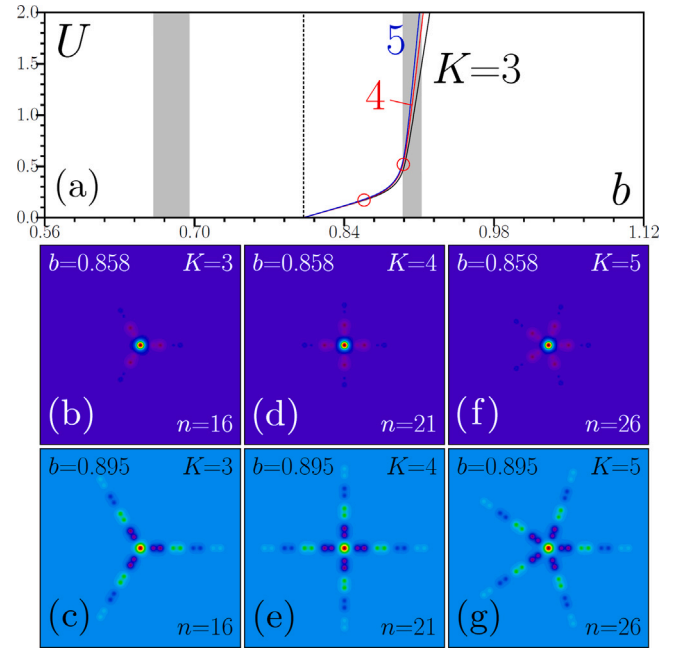 2.0
U
5
K=3
1.5
4
1.0
0.5
(a)
b
0.0
0.56 0.70 0.84 0.98 1.12
b=0.858 K=3
(b)
n=16
b=0.858 K=4
(d)
n=21
b=0.858 K=5
(f)
n=26
b=0.895 K=3
(c)
n=16
b=0.895 K=4
(e)
n=21
b=0.895 K=5
(g)
n=26